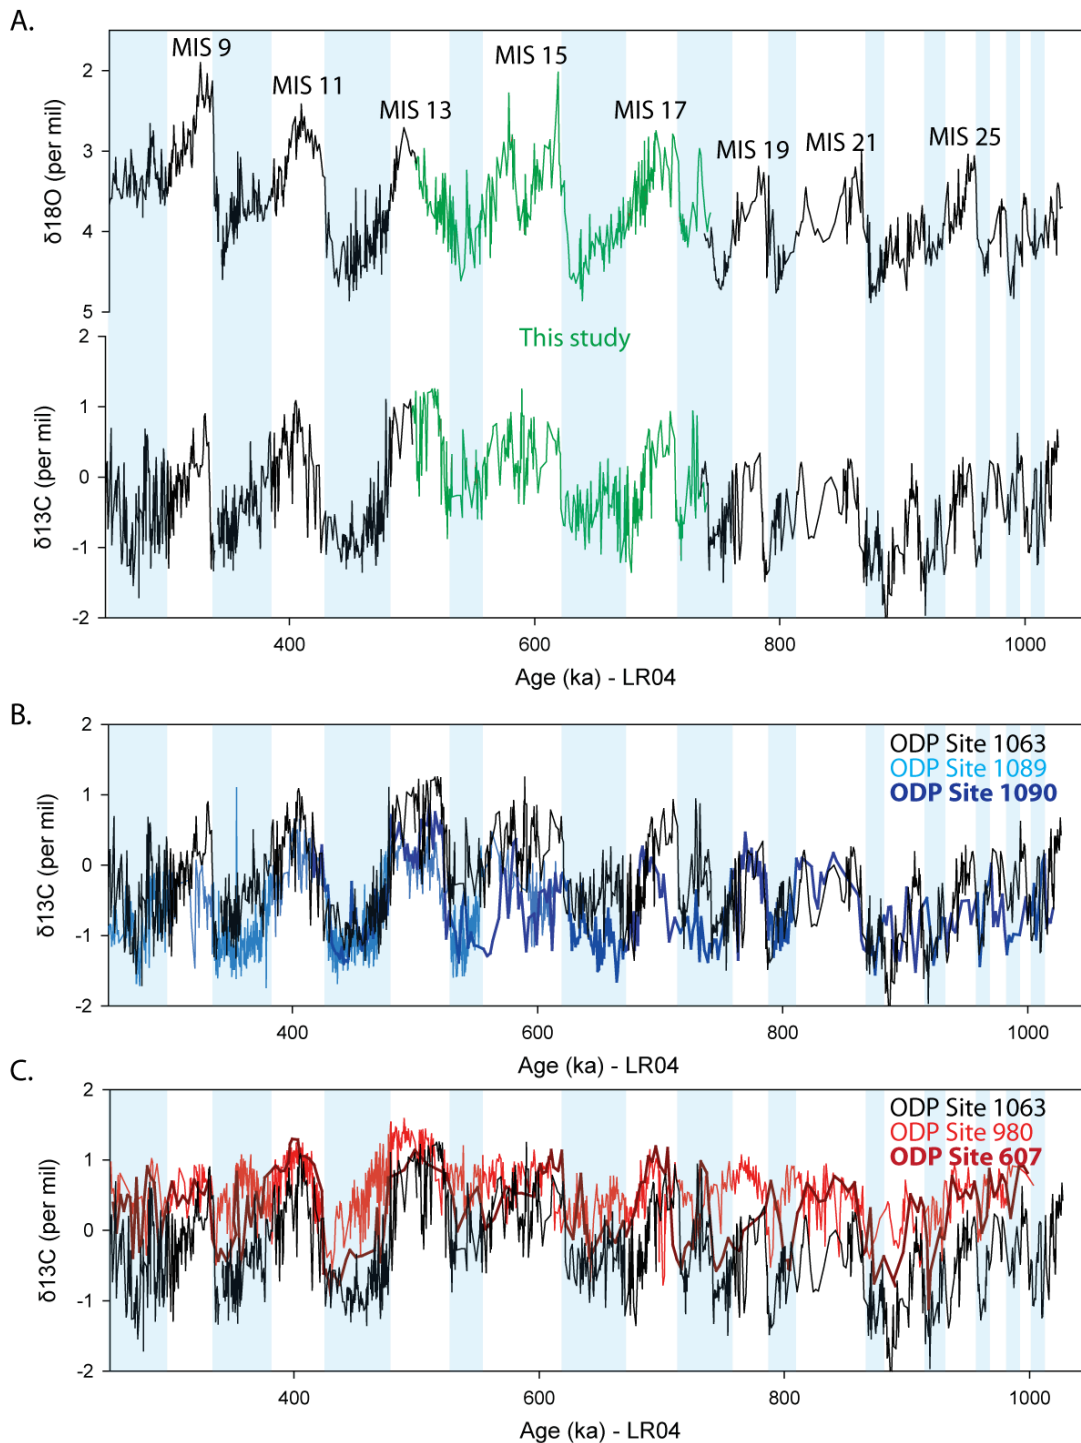 A.
MIS 9
MIS 11
MIS 13
MIS 15
MIS 17
MIS 19
MIS 21
MIS 25
2
3
4
5
δ18O (per mil)
This study
2
1
0
-1
-2
δ13C (per mil)
400
600
800
1000
Age (ka) - LR04
B.
2
1
0
-1
-2
δ13C (per mil)
ODP Site 1063
ODP Site 1089
ODP Site 1090
400
600
800
1000
Age (ka) - LR04
C.
2
1
0
-1
-2
δ13C (per mil)
ODP Site 1063
ODP Site 980
ODP Site 607
400
600
800
1000
Age (ka) - LR04